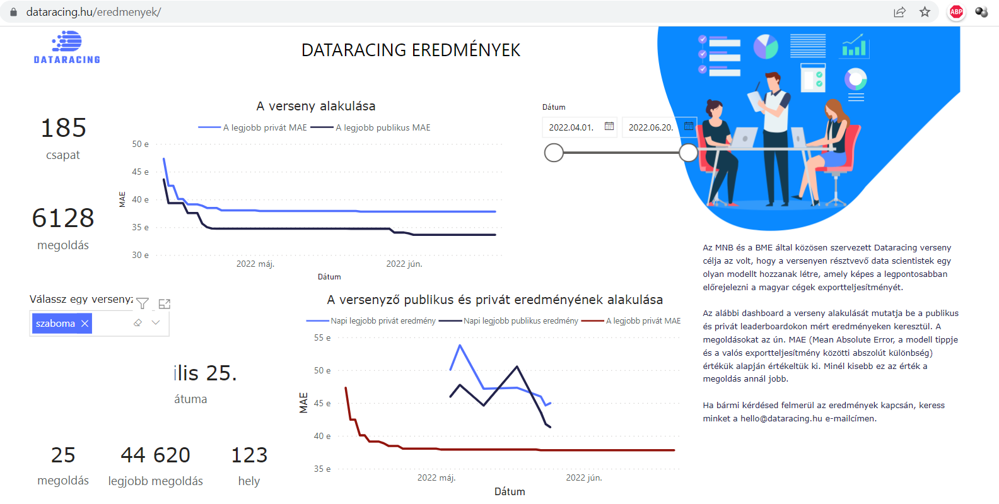 dataracing.hu/eredmenyek/
ABP
DATARACING
DATARACING EREDMÉNYEK
185
csapat
6128
megoldás
A verseny alakulása
A legjobb privát MAE
A legjobb publikus MAE
50 e
45 e
40 e
35 e
30 e
MAE
2022 máj.
2022 jún.
Dátum
Dátum
2022.04.01.
2022.06.20.
Az MNB és a BME által közösen szervezett Dataracing verseny
célja az volt, hogy a versenyen résztvevő data scientistek egy
olyan modellt hozzanak létre, amely képes a legpontosabban
előrejelezni a magyar cégek exportteljesítményét.
Az alábbi dashboard a verseny alakulását mutatja be a publikus
és privát leaderboardokon mért eredményeken keresztül. A
megoldásokat az ún. MAE (Mean Absolute Error, a modell tippje
és a valós exportteljesítmény közötti abszolút különbség)
értékük alapján értékeltük ki. Minél kisebb ez az érték a
megoldás annál jobb.
Ha bármi kérdésed felmerül az eredmények kapcsán, keress
minket a hello@dataracing.hu e-mailcímen.
Válassz egy versenyz
szaboma
ilis 25.
átuma
25
megoldás
44 620
legjobb megoldás
123
hely
A versenyző publikus és privát eredményének alakulása
Napi legjobb privát eredmény
Napi legjobb publikus eredmény
A legjobb privát MAE
55 e
50 e
45 e
40 e
35 e
MAE
2022 máj.
2022 jún.
Dátum